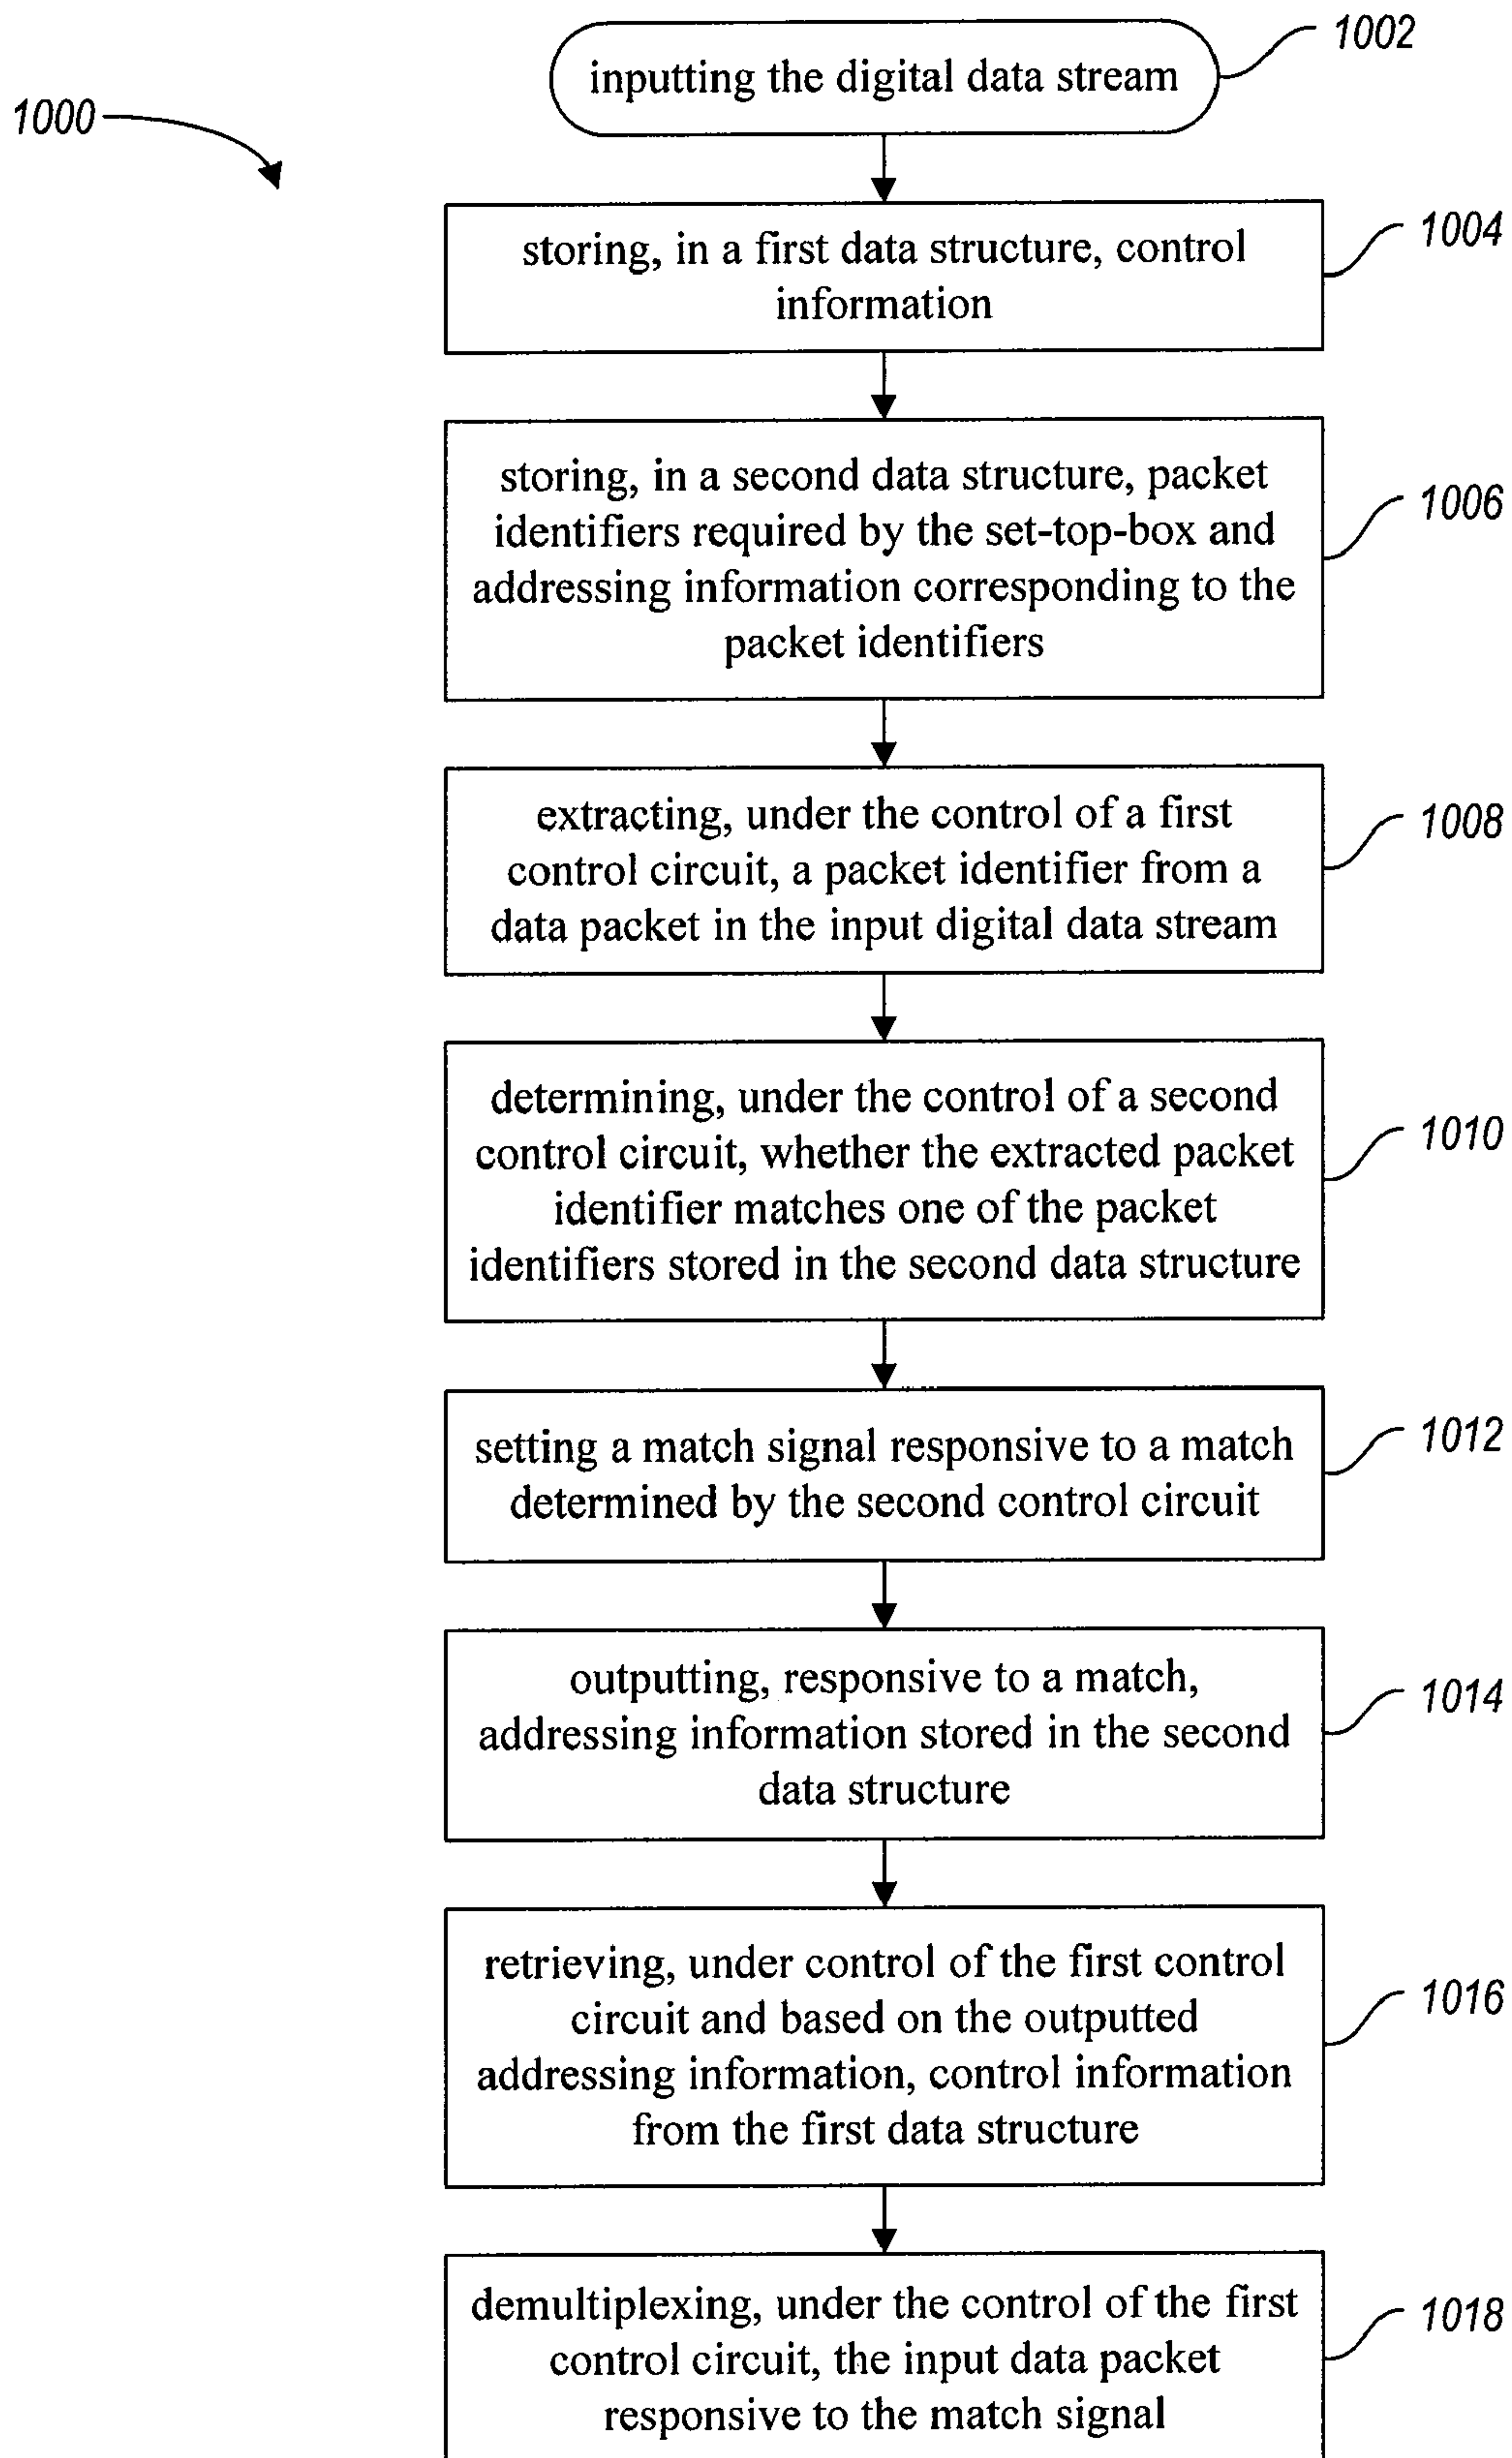 1000
inputting the digital data stream
1002
storing, in a first data structure, control
information
1004
storing, in a second data structure, packet
identifiers required by the set-top-box and
addressing information corresponding to the
packet identifiers
1006
extracting, under the control of a first
control circuit, a packet identifier from a
data packet in the input digital data stream
1008
determining, under the control of a second
control circuit, whether the extracted packet
identifier matches one of the packet
identifiers stored in the second data structure
1010
setting a match signal responsive to a match
determined by the second control circuit
1012
outputting, responsive to a match,
addressing information stored in the second
data structure
1014
retrieving, under control of the first control
circuit and based on the outputted
addressing information, control information
from the first data structure
1016
demultiplexing, under the control of the first
control circuit, the input data packet
responsive to the match signal
1018